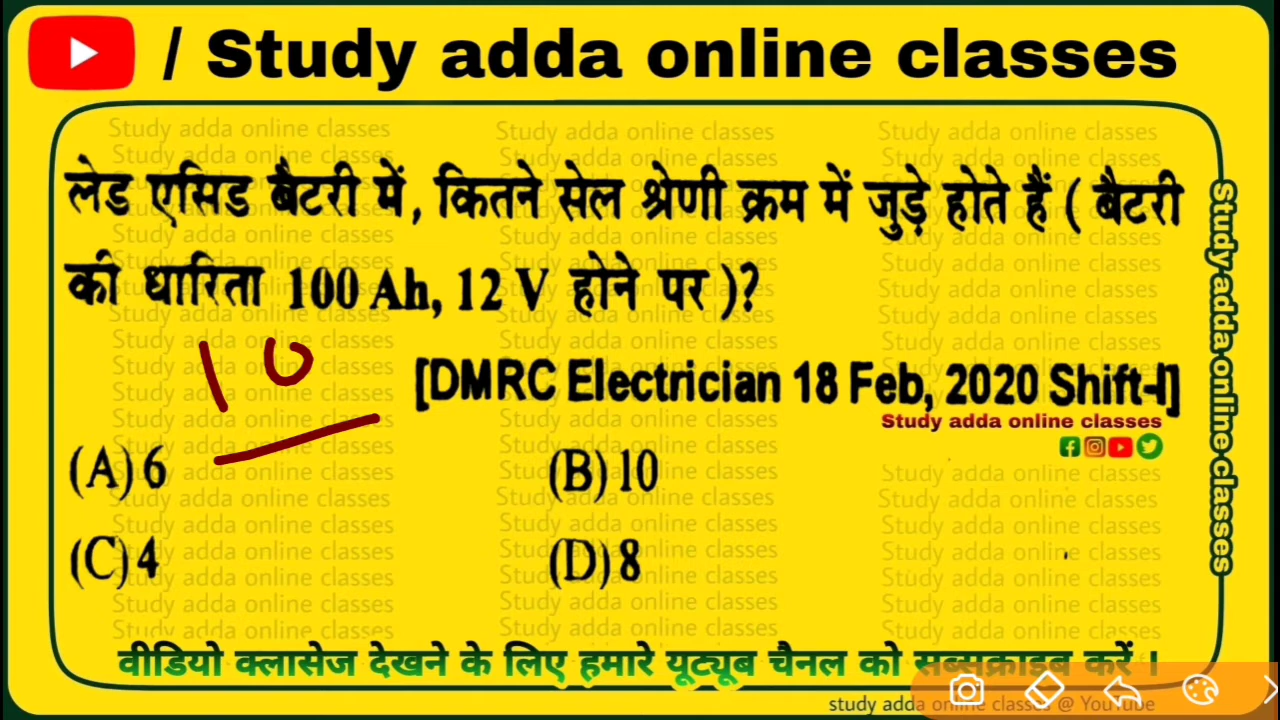 / Study adda online classes
लेड एसिड बैटरी में, कितने सेल श्रेणी क्रम में जुड़े होते हैं ( बैटरी
की धारिता 100 Ah, 12 V होने पर )?
10
[DMRC Electrician 18 Feb, 2020 Shift-I]
Study adda online classes
(A) 6
(B) 10
(C) 4
(D) 8
वीडियो क्लासेज देखने के लिए हमारे यूट्यूब चैनल को सब्सक्राइब करें ।
study adda online classes @ YouTube
Study adda online classes